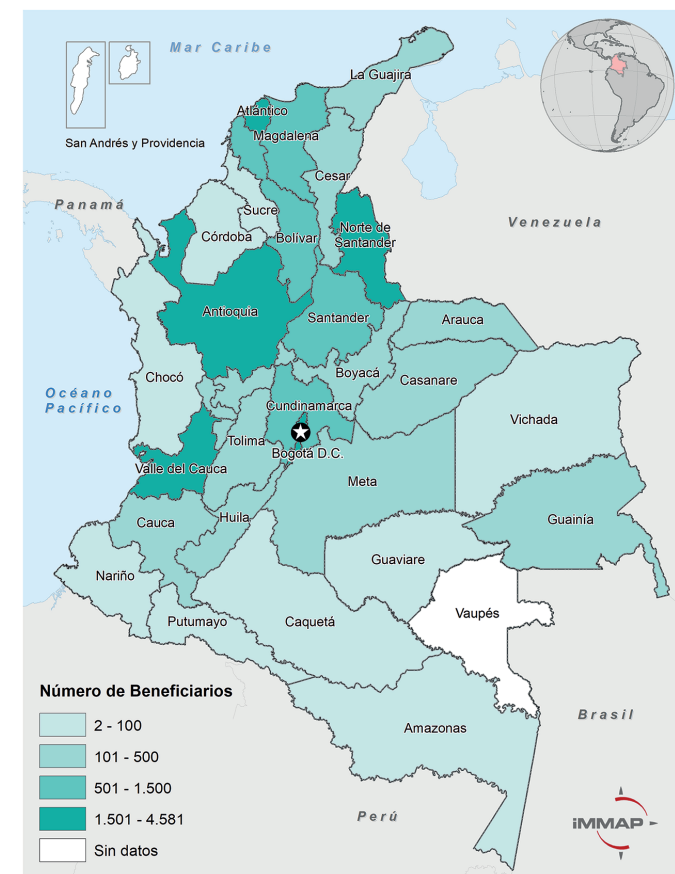 Mar Caribe
La Guajira
Atlántico
Magdalena
San Andrés y Providencia
Cesar
Panamá
Sucre
Venezuela
Córdoba
Bolívar
Norte de
Santander
Antioquia
Santander
Arauca
Chocó
Boyacá
Casanare
Océano
Pacífico
Cundinamarca
Vichada
Tolima
Bogotá D.C.
Valle del Cauca
Meta
Cauca
Huila
Guainía
Guaviare
Nariño
Vaupés
Putumayo
Caquetá
Número de Beneficiarios
2 - 100
Brasil
Amazonas
101 - 500
501 - 1.500
Perú
1.501 - 4.581
iMMAP
Sin datos